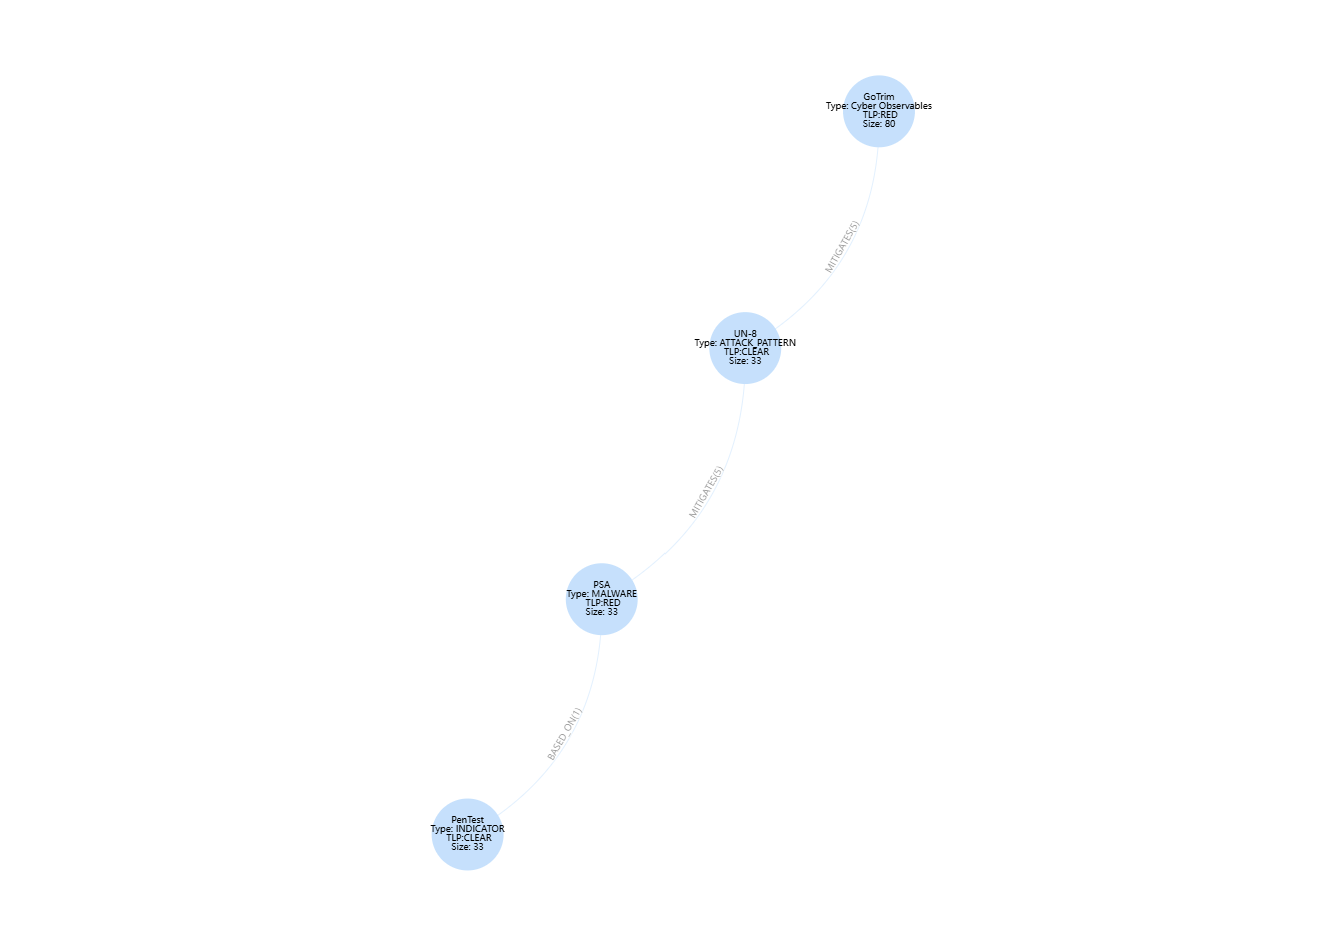 GoTrim
Type: Cyber Observables
TLP:RED
Size: 80
MITIGATES(5)
UN-8
Type: ATTACK_PATTERN
TLP:CLEAR
Size: 33
MITIGATES(5)
PSA
Type: MALWARE
TLP:RED
Size: 33
BASED_ON(1)
PenTest
Type: INDICATOR
TLP:CLEAR
Size: 33